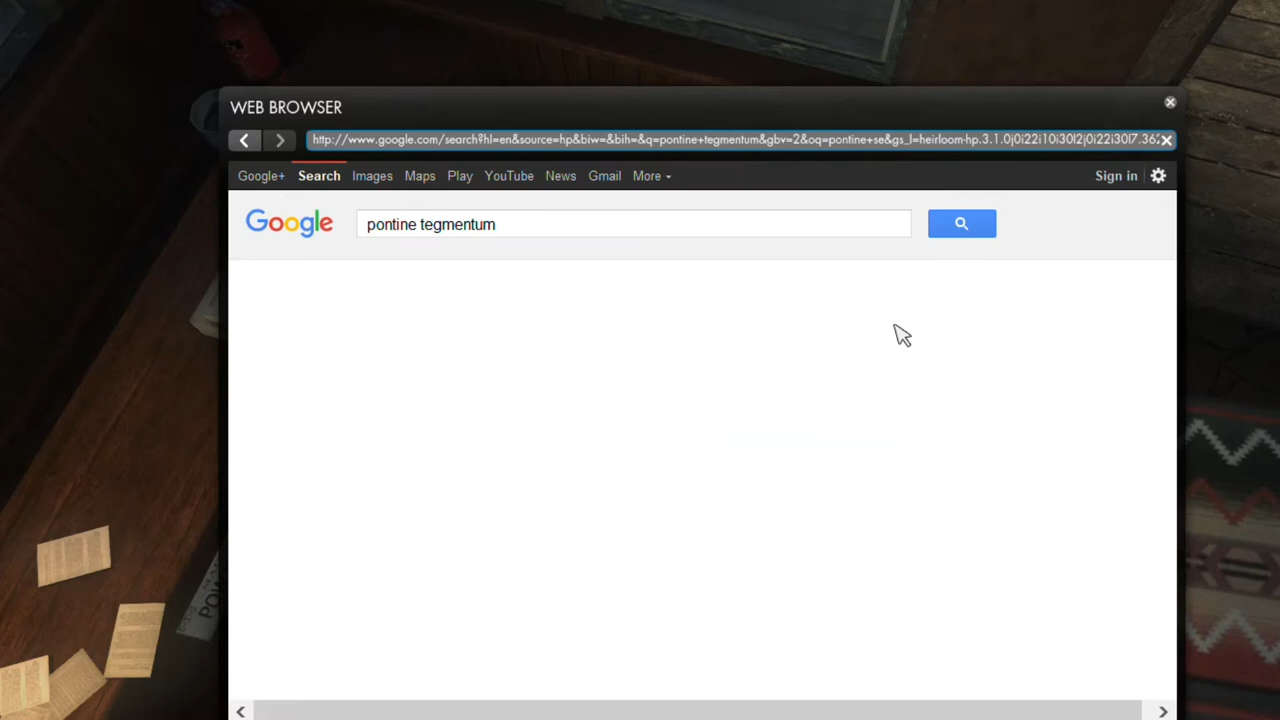 WEB BROWSER
http://www.google.com/search?hl=en&source=hp&biw=&bih=&q=pontine+tegmentum&gbv=2&oq=pontine+se&gs_l=heirloom-hp.3.1.0j0i22i10i30l2j0i22i30l7.362
Google+ Search Images Maps Play YouTube News Gmail More Sign in
Google pontine tegmentum